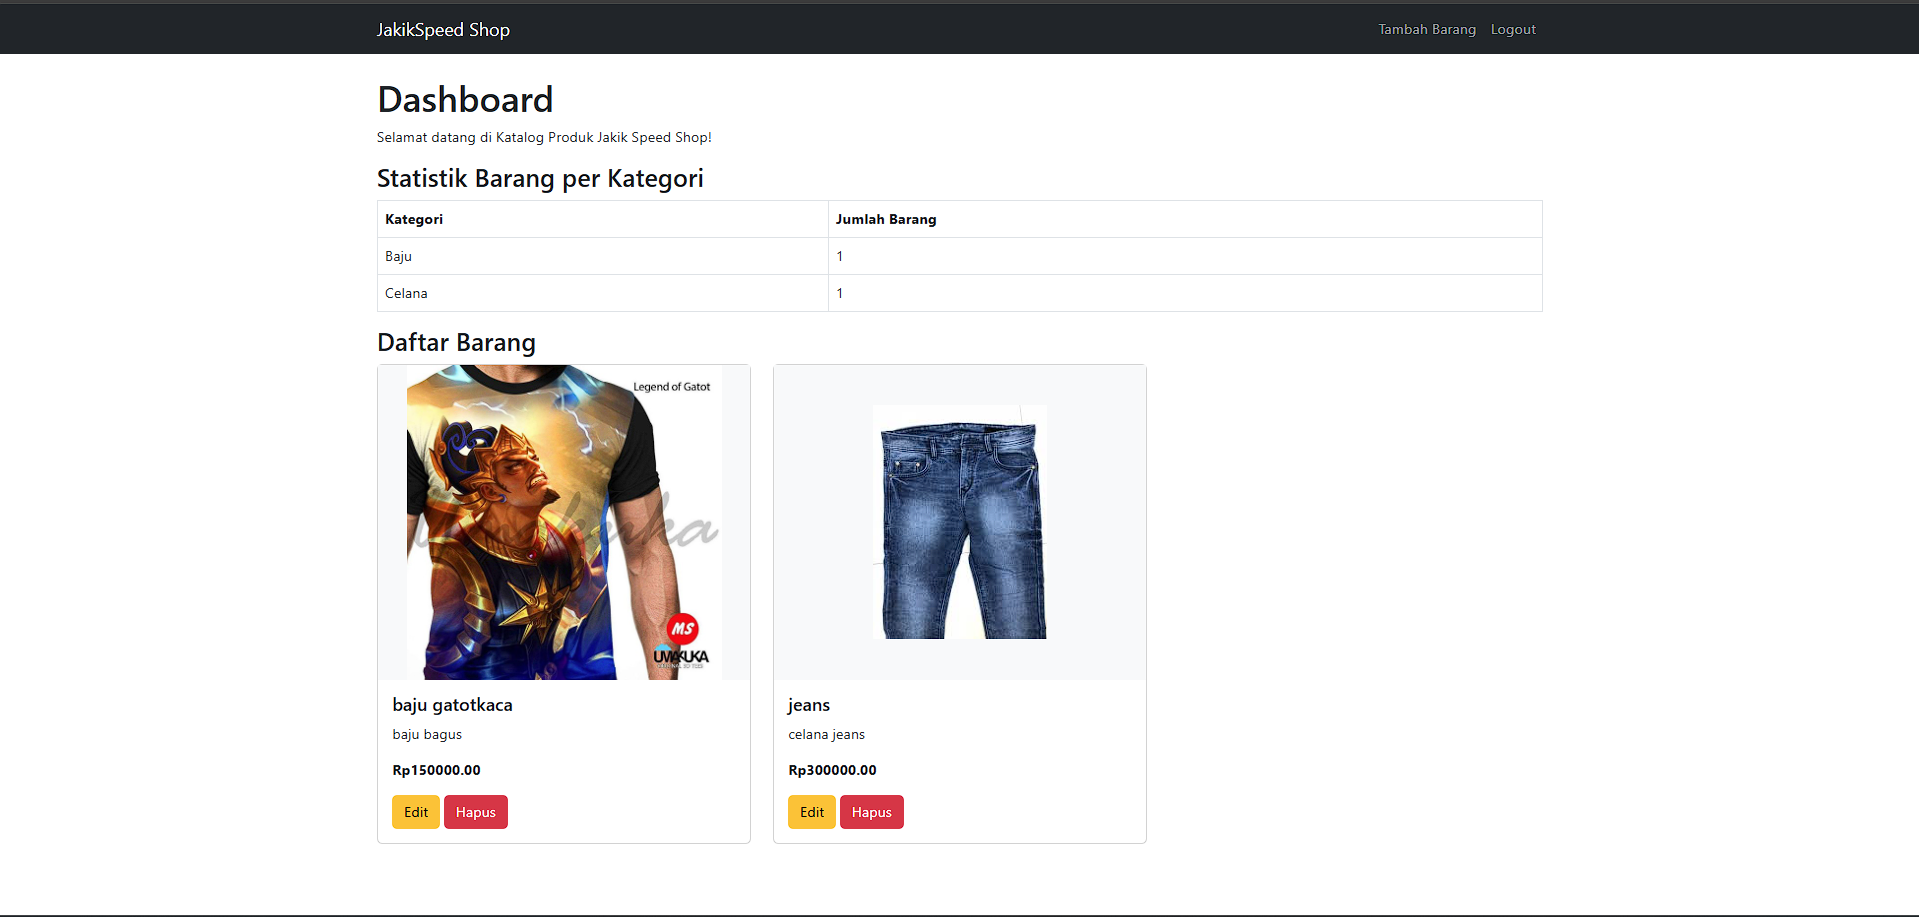 JakikSpeed Shop
Tambah Barang Logout
Dashboard
Selamat datang di Katalog Produk Jakik Speed Shop!
Statistik Barang per Kategori
Kategori Jumlah Barang
Baju 1
Celana 1
Daftar Barang
Legend of Gatot
MS
UMAKUKA
baju gatotkaca
baju bagus
Rp150000.00
Edit Hapus
jeans
celana jeans
Rp300000.00
Edit Hapus